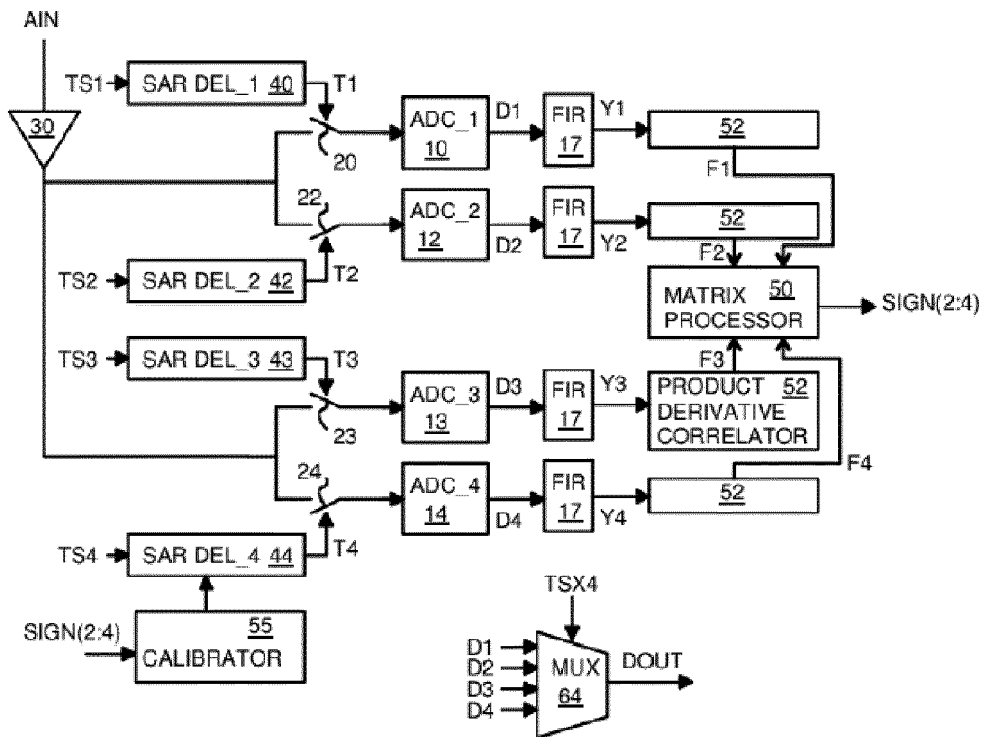 AIN
TS1
SAR DEL_1 40
T1
30
20
ADC_1
10
D1
FIR
17
Y1
52
F1
22
ADC_2
12
D2
FIR
17
Y2
52
F2
TS2
SAR DEL_2 42
T2
MATRIX 50
PROCESSOR
SIGN(2:4)
TS3
SAR DEL_3 43
T3
F3
23
ADC_3
13
D3
FIR
17
Y3
PRODUCT 52
DERIVATIVE
CORRELATOR
F4
24
ADC_4
14
D4
FIR
17
Y4
52
TS4
SAR DEL_4 44
T4
SIGN(2:4)
55
CALIBRATOR
TSX4
D1
D2
D3
D4
MUX
64
DOUT